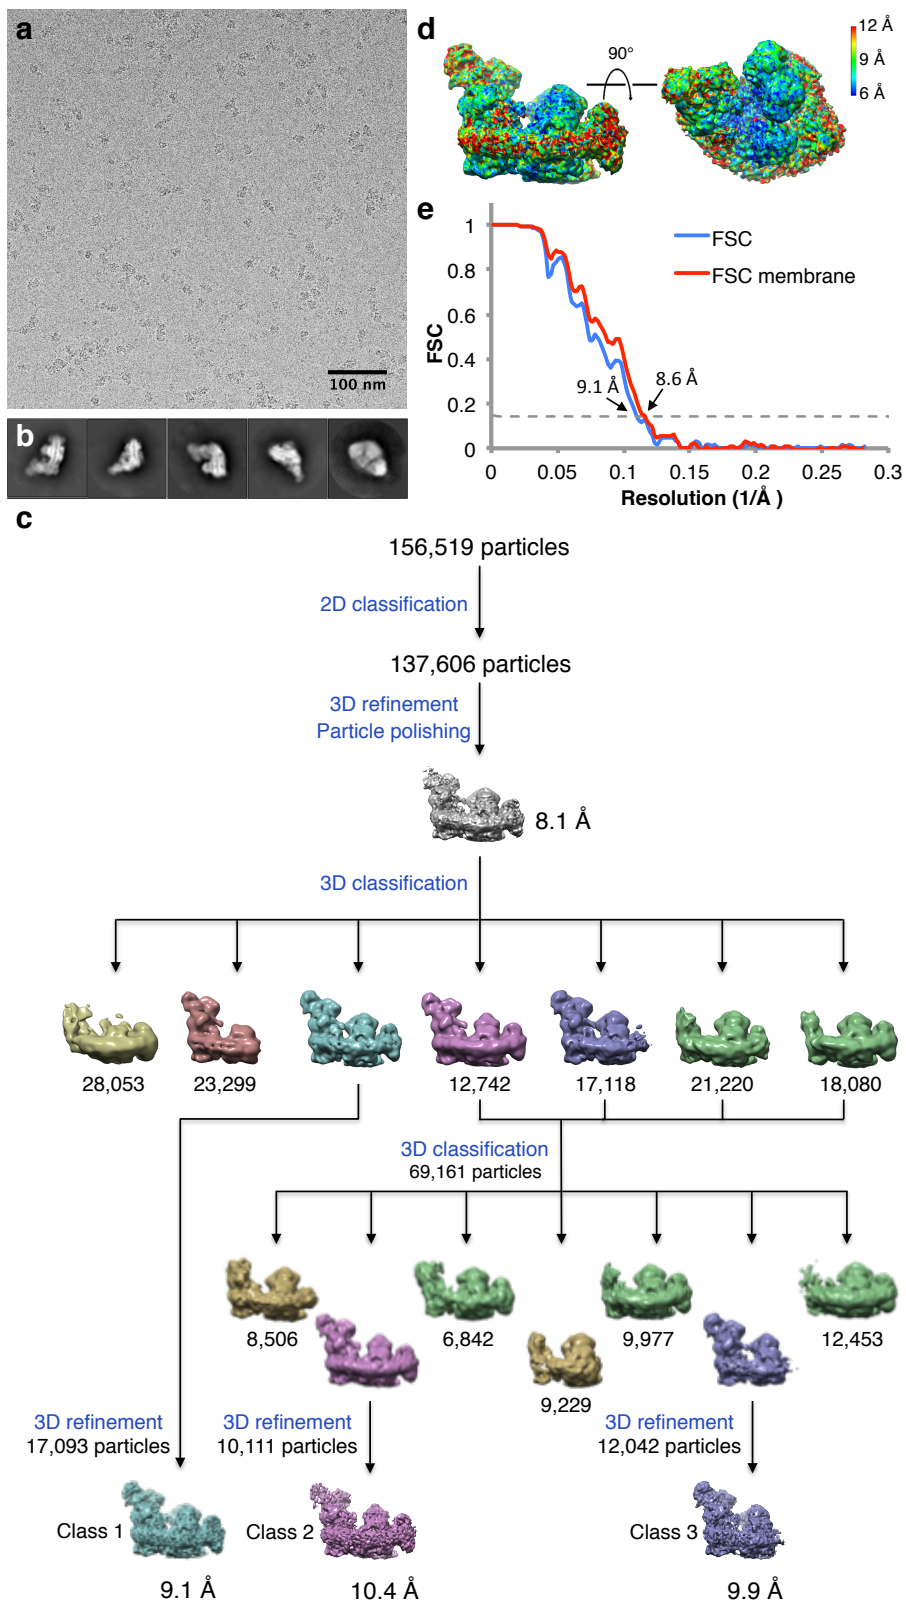 a
100 nm
b
d
90°
12 Å
9 Å
6 Å
e
FSC
FSC membrane
1
0.8
0.6
0.4
0.2
0
FSC
9.1 Å
8.6 Å
0
0.05
0.1
0.15
0.2
0.25
0.3
Resolution (1/Å )
c
156,519 particles
2D classification
137,606 particles
3D refinement
Particle polishing
8.1 Å
3D classification
28,053
23,299
12,742
17,118
21,220
18,080
3D classification
69,161 particles
8,506
6,842
9,977
12,453
9,229
3D refinement
17,093 particles
3D refinement
10,111 particles
3D refinement
12,042 particles
Class 1
Class 2
Class 3
9.1 Å
10.4 Å
9.9 Å